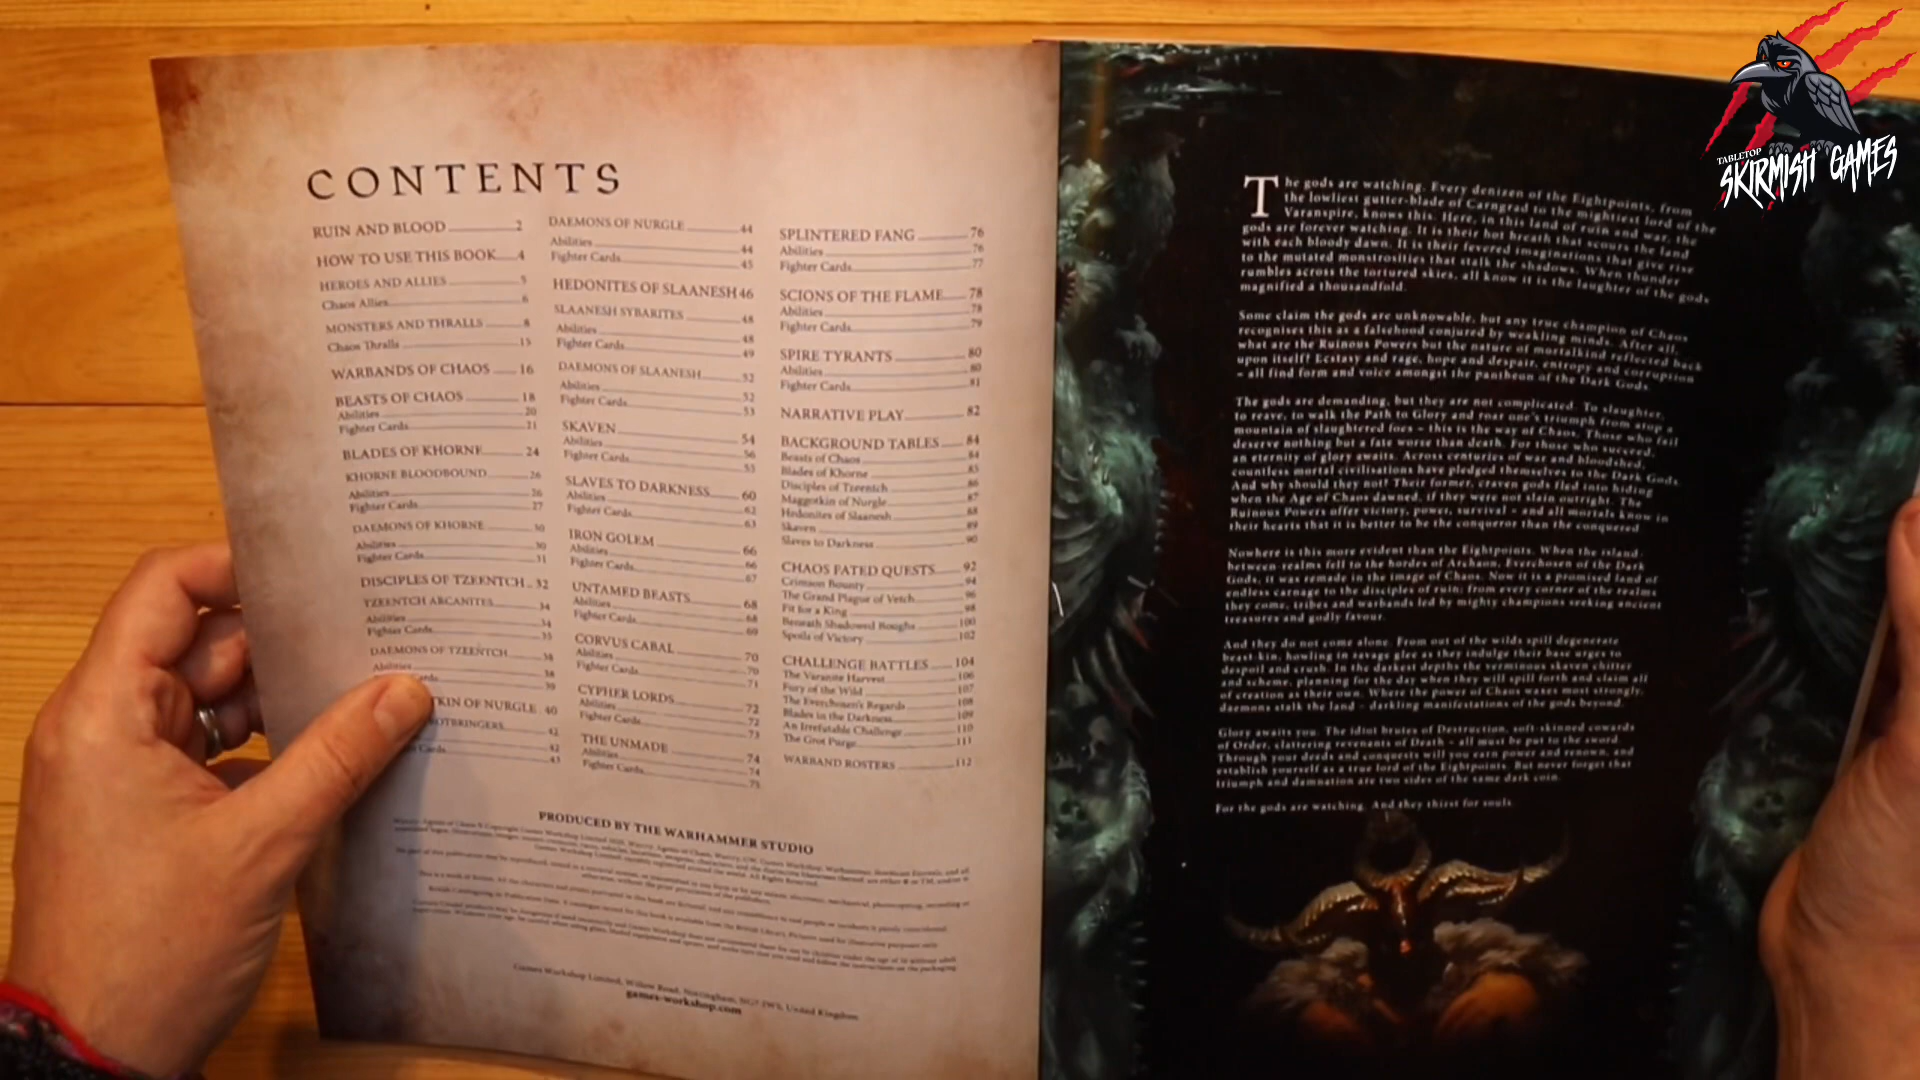 CONTENTS
RUIN AND BLOOD 2
HOW TO USE THIS BOOK 4
HEROES AND ALLIES 5
Chaos Allies 6
MONSTERS AND THRALLS 8
Chaos Thralls 15
WARBANDS OF CHAOS 16
BEASTS OF CHAOS 18
Abilities 20
Fighter Cards 21
BLADES OF KHORNE 24
KHORNE BLOODBOUND 26
Abilities 26
Fighter Cards 27
DAEMONS OF KHORNE 30
Abilities 30
Fighter Cards 31
DISCIPLES OF TZEENTCH 32
TZEENTCH ARCANITES 34
Abilities 34
Fighter Cards 35
DAEMONS OF TZEENTCH 38
Abilities 38
Cards 39
TKIN OF NURGLE 40
ROTBRINGERS 42
42
Cards 43
DAEMONS OF NURGLE 44
Abilities 44
Fighter Cards 45
HEDONITES OF SLAANESH 46
SLAANESH SYBARITES 48
Abilities 48
Fighter Cards 49
DAEMONS OF SLAANESH 52
Abilities 52
Fighter Cards 53
SKAVEN 54
Abilities 56
Fighter Cards
SLAVES TO DARKNESS 60
Abilities 62
Fighter Cards 63
IRON GOLEM 66
Abilities 66
Fighter Cards 67
UNTAMED BEASTS 68
Abilities 68
Fighter Cards 69
CORVUS CABAL 70
Abilities 70
Fighter Cards 71
CYPHER LORDS 72
Abilities 72
Fighter Cards 73
THE UNMADE 74
Abilities 74
Fighter Cards 75
SPLINTERED FANG 76
Abilities 76
Fighter Cards 77
SCIONS OF THE FLAME 78
Abilities 78
Fighter Cards 79
SPIRE TYRANTS 80
Abilities 80
Fighter Cards 81
NARRATIVE PLAY 82
BACKGROUND TABLES 84
Beasts of Chaos 84
Blades of Khorne 85
Disciples of Tzeentch 86
Maggotkin of Nurgle 87
Hedonites of Slaanesh 88
Skaven 89
Slaves to Darkness 90
CHAOS FATED QUESTS 92
Crimson Bounty 94
The Grand Plague of Vetch 96
Fit for a King 98
Beneath Shadowed Boughs 100
Spoils of Victory 102
CHALLENGE BATTLES 104
The Varanite Harvest 106
Fury of the Wild 107
The Everchosen's Regards 108
Blades in the Darkness 109
An Irrefutable Challenge 110
The Grot Purge 111
WARBAND ROSTERS 112
PRODUCED BY THE WARHAMMER STUDIO
Games Workshop Limited, Willow Road, Nottingham, NG7 2WS, United Kingdom
games-workshop.com
The gods are watching. Every denizen of the Eightpoints, from
the lowliest gutter-blade of Carngrad to the mightiest lord of the
Varanspire, knows this. Here, in this land of ruin and war, the
gods are forever watching. It is their hot breath that scours the land
with each bloody dawn. It is their fevered imaginations that give rise
to the mutated monstrosities that stalk the shadows. When thunder
rumbles across the tortured skies, all know it is the laughter of the gods
magnified a thousandfold.
Some claim the gods are unknowable, but any true champion of Chaos
recognises this as a falsehood conjured by weakling minds. After all,
what are the Ruinous Powers but the nature of mortalkind reflected back
upon itself? Ecstasy and rage, hope and despair, entropy and corruption
– all find form and voice amongst the pantheon of the Dark Gods.
The gods are demanding, but they are not complicated. To slaughter,
to reave, to walk the Path to Glory and roar one's triumph from atop a
mountain of slaughtered foes – this is the way of Chaos. Those who fail
deserve nothing but a fate worse than death. For those who succeed,
an eternity of glory awaits. Across centuries of war and bloodshed,
countless mortal civilisations have pledged themselves to the Dark Gods.
And why should they not? Their former, craven gods fled into hiding
when the Age of Chaos dawned, if they were not slain outright. The
Ruinous Powers offer victory, power, survival – and all mortals know in
their hearts that it is better to be the conqueror than the conquered.
Nowhere is this more evident than the Eightpoints. When the island-
between-realms fell to the hordes of Archaon, Everchosen of the Dark
Gods, it was remade in the image of Chaos. Now it is a promised land of
endless carnage to the disciples of ruin; from every corner of the realms
they come, tribes and warbands led by mighty champions seeking ancient
treasures and godly favour.
And they do not come alone. From out of the wilds spill degenerate
beast-kin, howling in savage glee as they indulge their base urges to
despoil and ravish. In the darkest depths the verminous skaven chitter
and scheme, planning for the day when they will spill forth and claim all
of creation as their own. Where the power of Chaos waxes most strongly,
daemons stalk the land – darkling manifestations of the gods beyond.
Glory awaits you. The idiot brutes of Destruction, soft-skinned cowards
of Order, clattering revenants of Death – all must be put to the sword.
Through your deeds and conquests will you earn power and renown, and
establish yourself as a true lord of the Eightpoints. But never forget that
triumph and damnation are two sides of the same dark coin.
For the gods are watching. And they thirst for souls.
TABLETOP
SKIRMISH GAMES